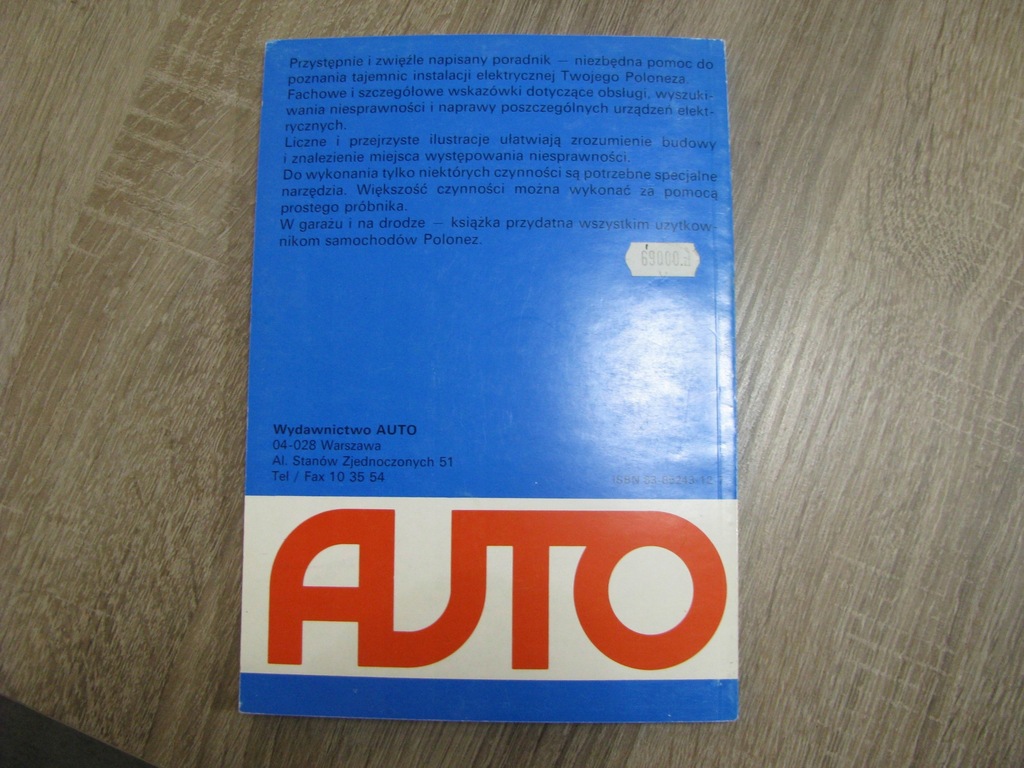 Przystępnie i zwięźle napisany poradnik — niezbędna pomoc do
poznania tajemnic instalacji elektrycznej Twojego Poloneza.
Fachowe i szczegółowe wskazówki dotyczące obsługi, wyszuki-
wania niesprawności i naprawy poszczególnych urządzeń elekt-
rycznych.
Liczne i przejrzyste ilustracje ułatwiają zrozumienie budowy
i znalezienie miejsca występowania niesprawności.
Do wykonania tylko niektórych czynności są potrzebne specjalne
narzędzia. Większość czynności można wykonać za pomocą
prostego próbnika.
W garażu i na drodze — książka przydatna wszystkim użytkow-
nikom samochodów Polonez.
Wydawnictwo AUTO
04-028 Warszawa
Al. Stanów Zjednoczonych 51
Tel / Fax 10 35 54
ISBN
AUTO